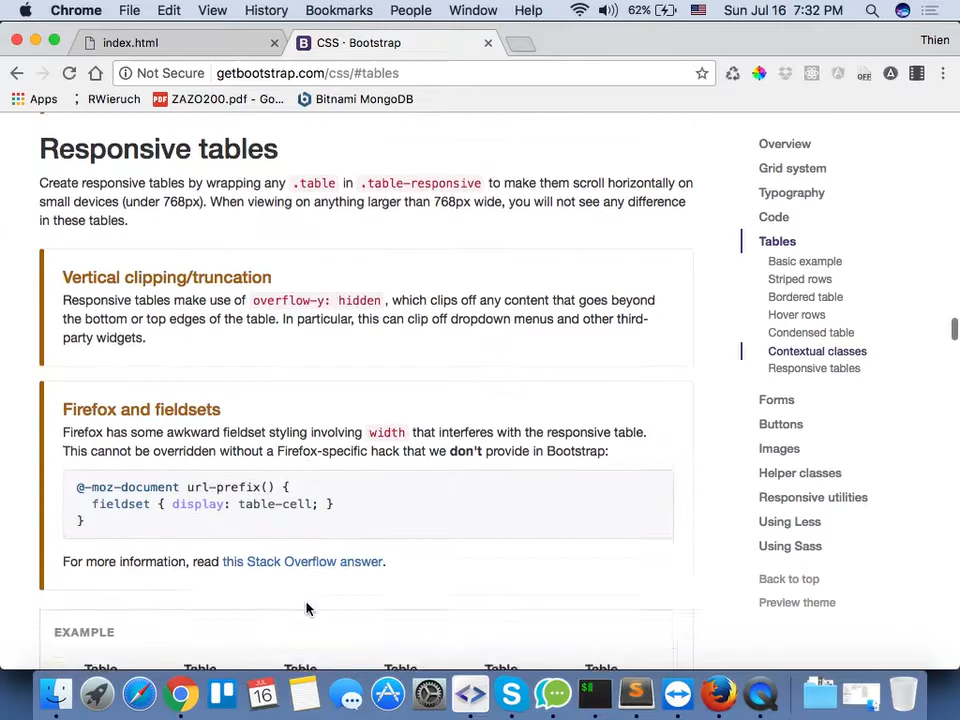 Chrome File Edit View History Bookmarks People Window Help 62% Sun Jul 16 7:32 PM
index.html CSS · Bootstrap Thien
Not Secure getbootstrap.com/css/#tables OFF
Apps RWieruch PDF ZAZO200.pdf - Go... Bitnami MongoDB
Responsive tables
Create responsive tables by wrapping any .table in .table-responsive to make them scroll horizontally on
small devices (under 768px). When viewing on anything larger than 768px wide, you will not see any difference
in these tables.
Vertical clipping/truncation
Responsive tables make use of overflow-y: hidden , which clips off any content that goes beyond
the bottom or top edges of the table. In particular, this can clip off dropdown menus and other third-
party widgets.
Firefox and fieldsets
Firefox has some awkward fieldset styling involving width that interferes with the responsive table.
This cannot be overridden without a Firefox-specific hack that we don't provide in Bootstrap:
@-moz-document url-prefix() {
fieldset { display: table-cell; }
}
For more information, read this Stack Overflow answer.
EXAMPLE
Table Table Table Table Table Table
Overview
Grid system
Typography
Code
Tables
Basic example
Striped rows
Bordered table
Hover rows
Condensed table
Contextual classes
Responsive tables
Forms
Buttons
Images
Helper classes
Responsive utilities
Using Less
Using Sass
Back to top
Preview theme
16